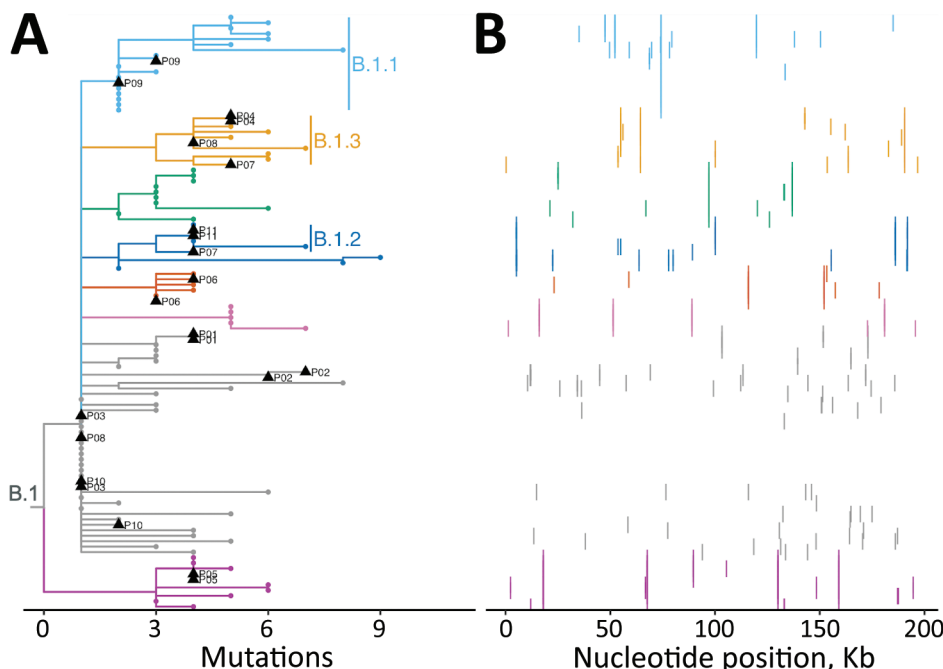 A
B
P09
B.1.1
P09
P04
P04
B.1.3
P08
P07
P11
P11
B.1.2
P07
P06
P06
P01
P01
P02
P02
P03
P08
P10
P03
B.1
P10
P05
P05
0 3 6 9
Mutations
0 50 100 150 200
Nucleotide position, Kb